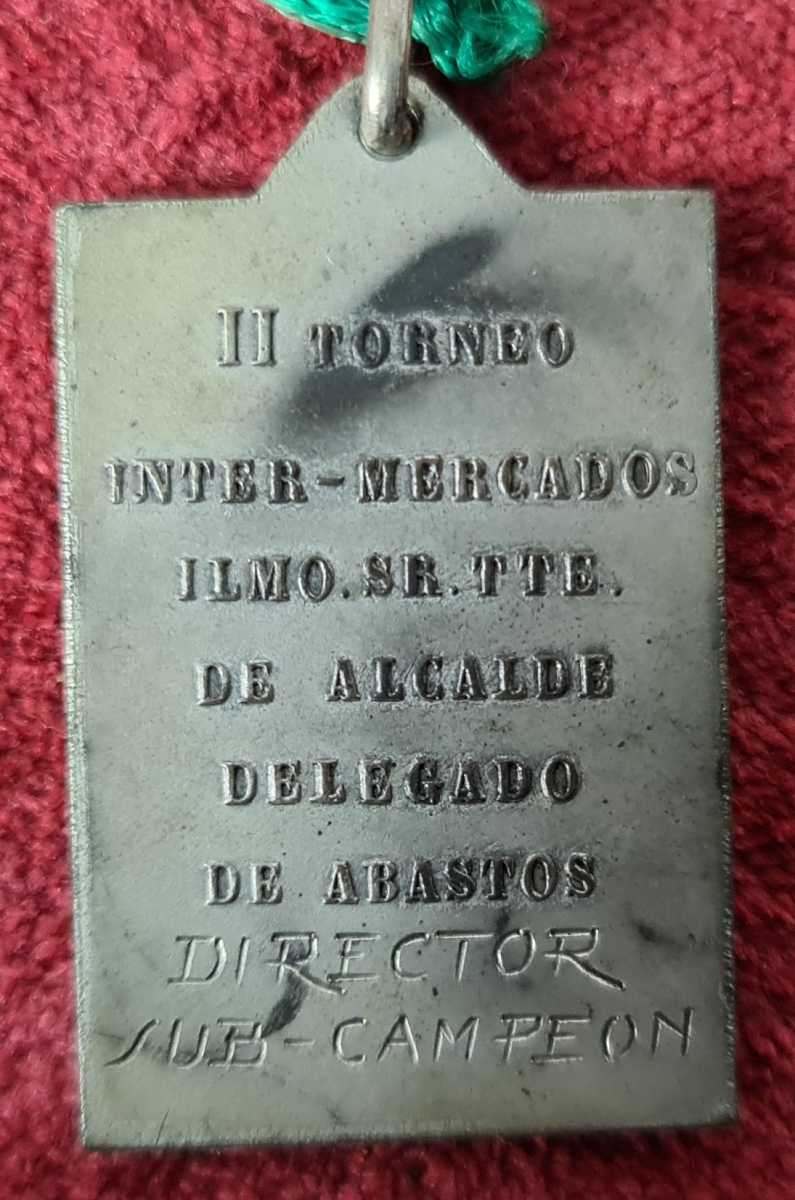 II TORNEO
INTER-MERCADOS
ILMO.SR.TTE.
DE ALCALDE
DELEGADO
DE ABASTOS
DIRECTOR
SUB-CAMPEON